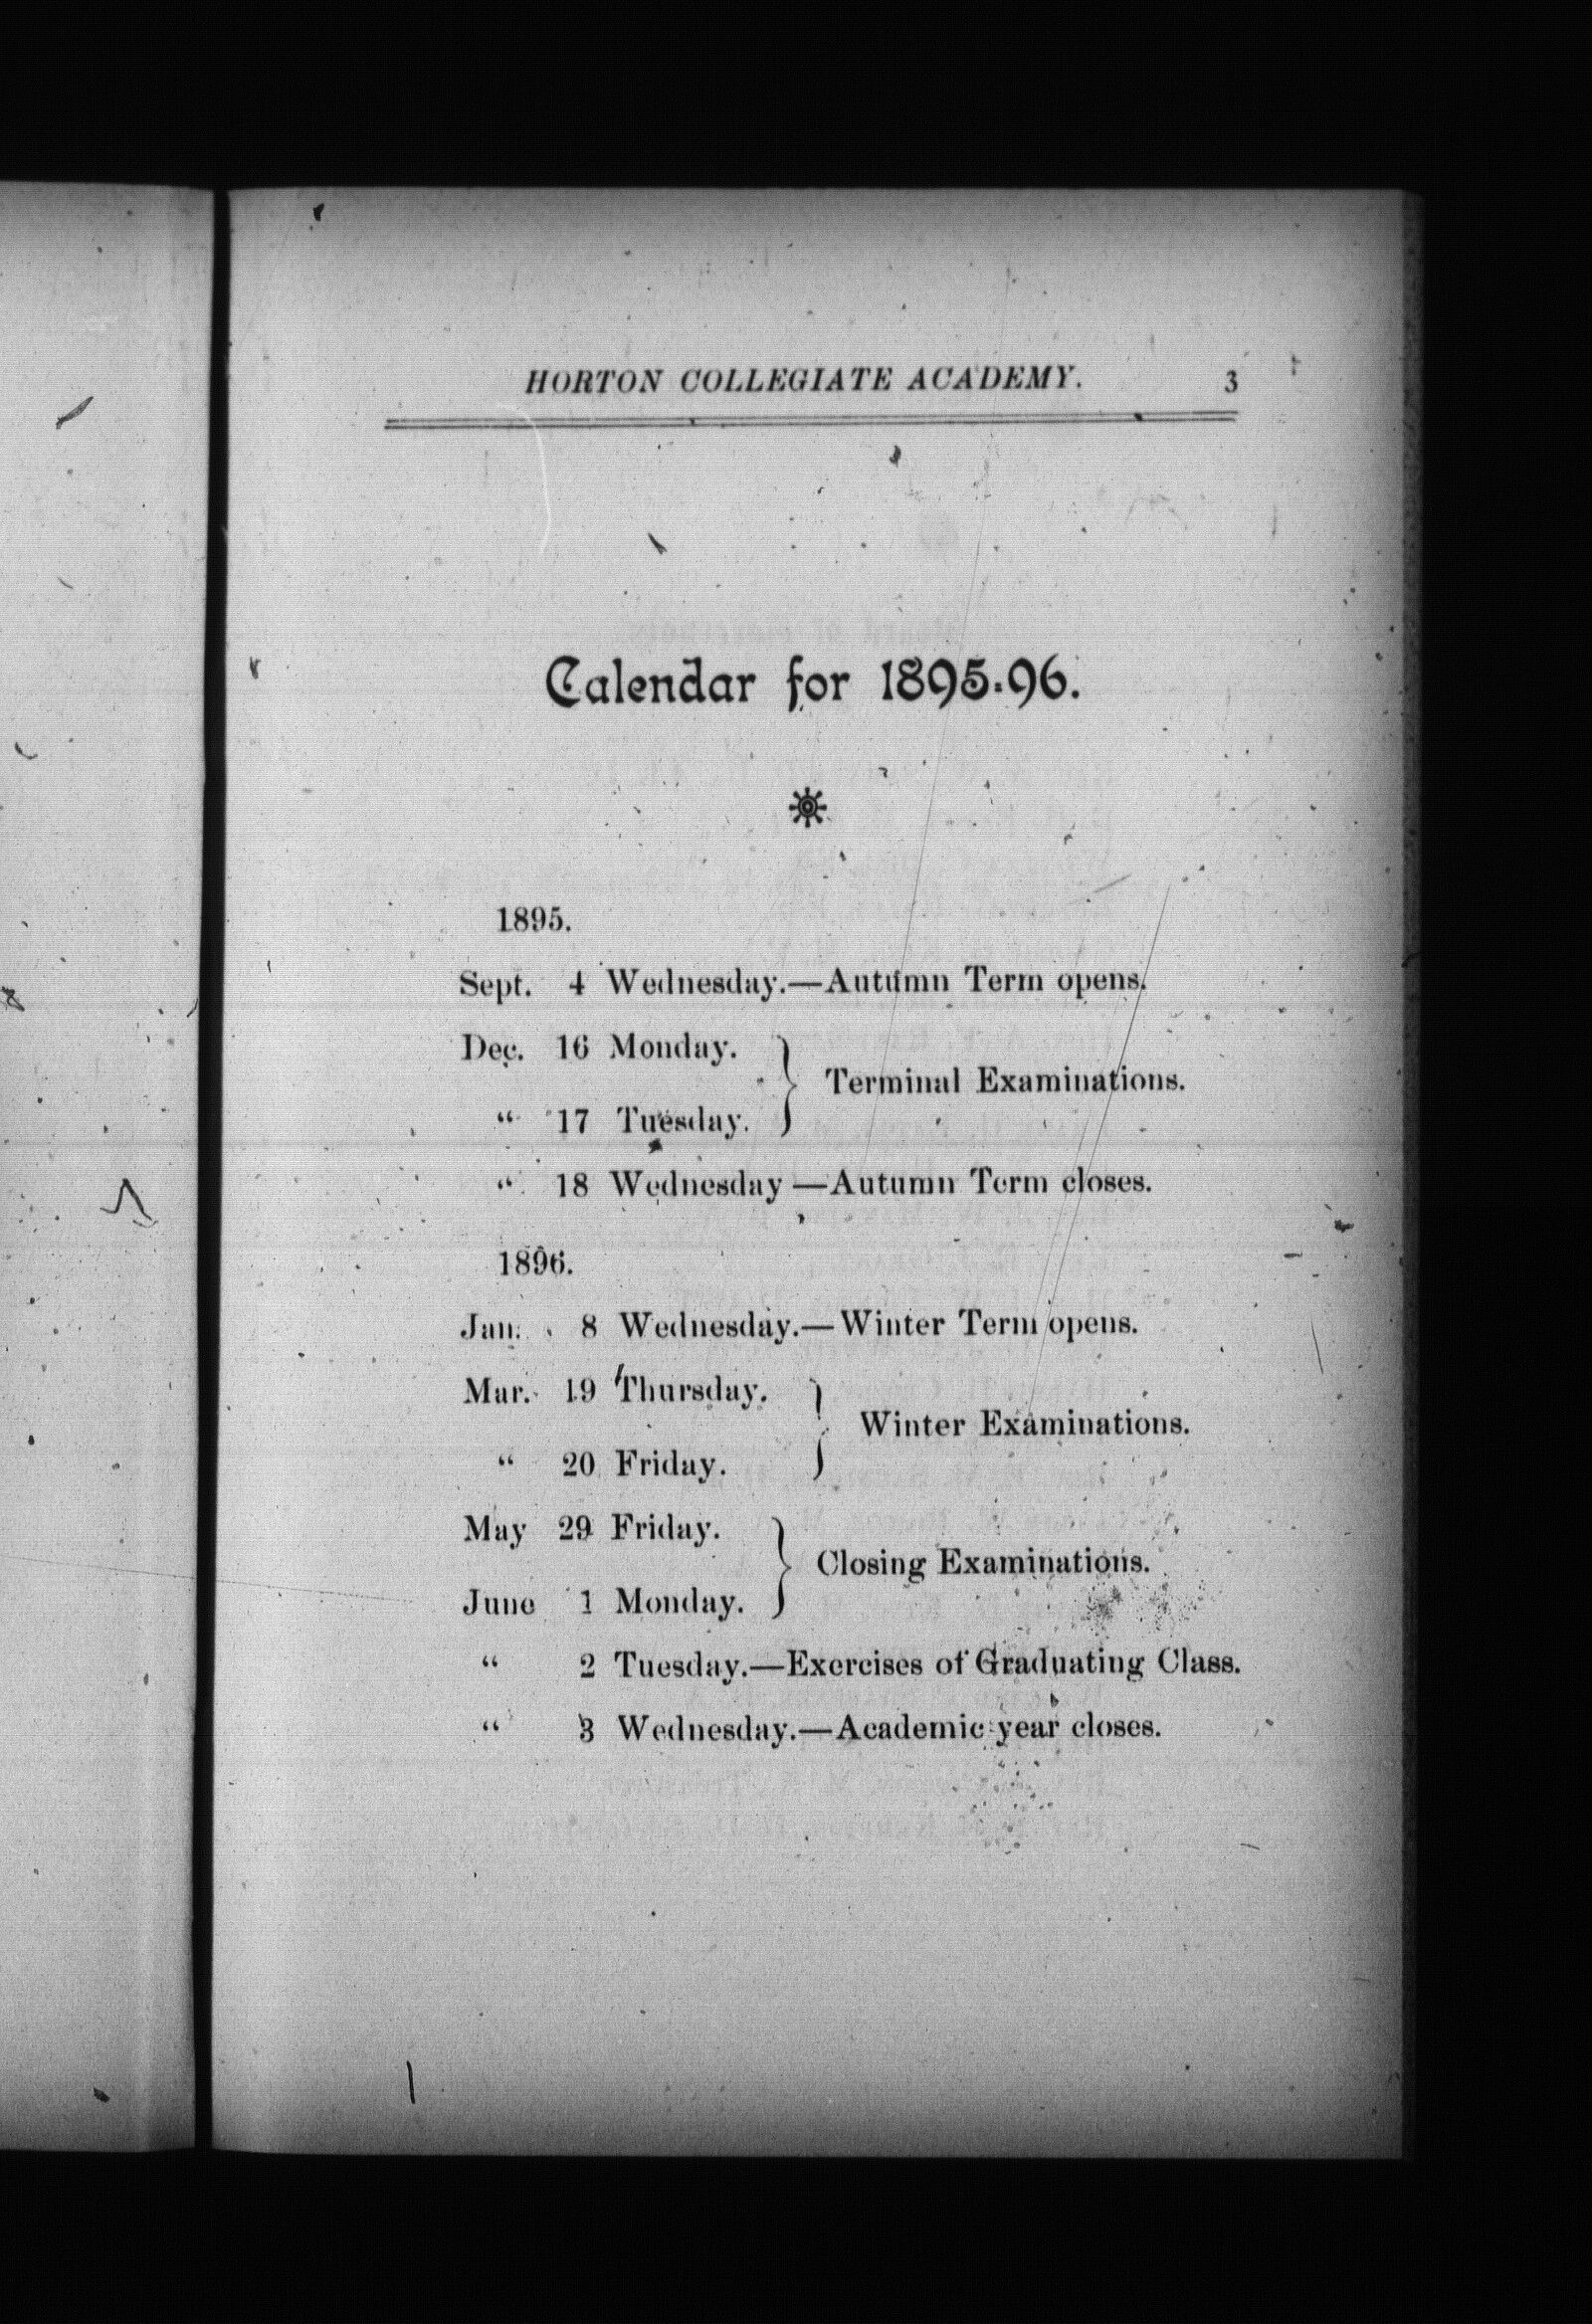 HORTON COLLEGIATE ACADEMY. 3
Calendar for 1895-96.
1895.
Sept. 4 Wednesday.—Autumn Term opens.
Dec. 16 Monday.
Terminal Examinations.
“ 17 Tuesday.
“ 18 Wednesday —Autumn Term closes.
1896.
Jan. 8 Wednesday.—Winter Term opens.
Mar. 19 Thursday.
Winter Examinations.
“ 20 Friday.
May 29 Friday.
Closing Examinations.
June 1 Monday.
“ 2 Tuesday.—Exercises of Graduating Class.
“ 3 Wednesday.—Academic year closes.